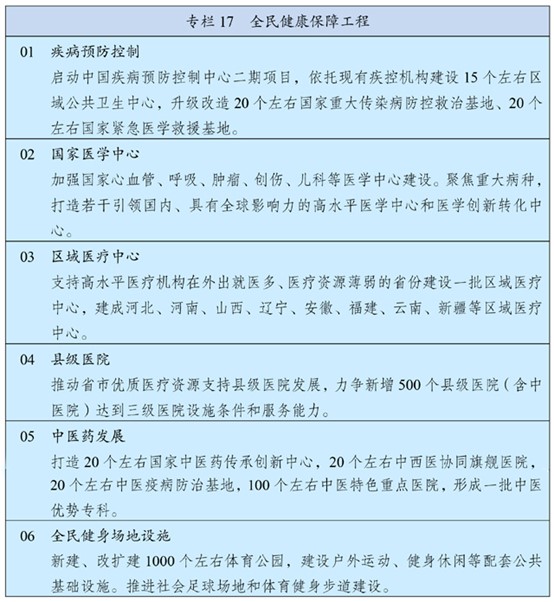 专栏 17 全民健康保障工程
01 疾病预防控制
启动中国疾病预防控制中心二期项目，依托现有疾控机构建设 15 个左右区
域公共卫生中心，升级改造 20 个左右国家重大传染病防控救治基地、20 个
左右国家紧急医学救援基地。
02 国家医学中心
加强国家心血管、呼吸、肿瘤、创伤、儿科等医学中心建设。聚焦重大病种，
打造若干引领国内、具有全球影响力的高水平医学中心和医学创新转化中
心。
03 区域医疗中心
支持高水平医疗机构在外出就医多、医疗资源薄弱的省份建设一批区域医疗
中心，建成河北、河南、山西、辽宁、安徽、福建、云南、新疆等区域医疗
中心。
04 县级医院
推动省市优质医疗资源支持县级医院发展，力争新增 500 个县级医院（含中
医院）达到三级医院设施条件和服务能力。
05 中医药发展
打造 20 个左右国家中医药传承创新中心，20 个左右中西医协同旗舰医院，
20 个左右中医疫病防治基地，100 个左右中医特色重点医院，形成一批中医
优势专科。
06 全民健身场地设施
新建、改扩建 1000 个左右体育公园，建设户外运动、健身休闲等配套公共
基础设施。推进社会足球场地和体育健身步道建设。